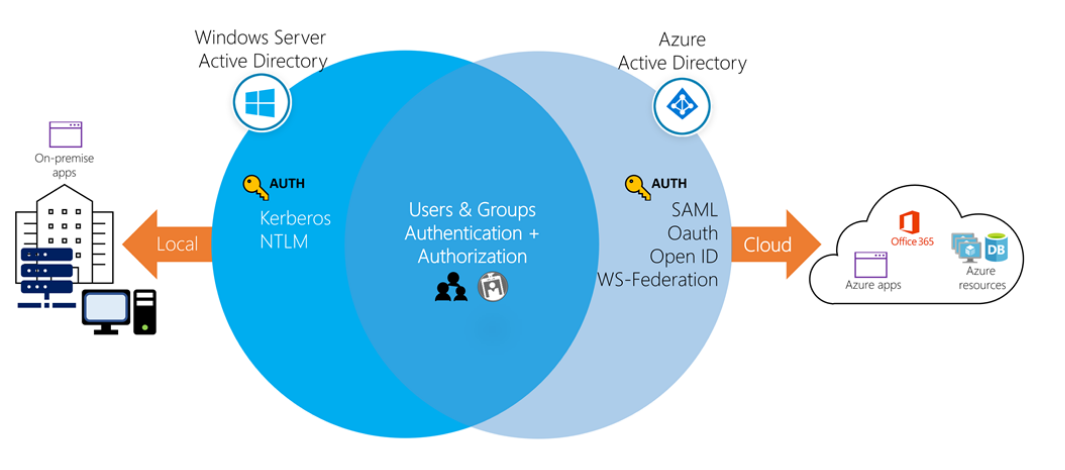 Windows Server
Active Directory
Azure
Active Directory
On-premise
apps
AUTH
Kerberos
NTLM
Users & Groups
Authentication +
Authorization
AUTH
SAML
Oauth
Open ID
WS-Federation
Local
Cloud
Office 365
DB
Azure apps
Azure
resources